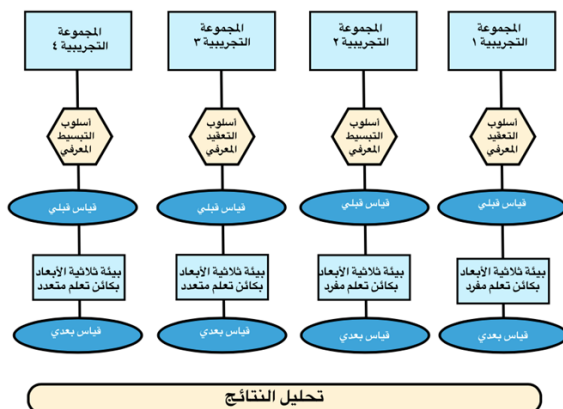 المجموعة
التجريبية ١
المجموعة
التجريبية ٢
المجموعة
التجريبية ٣
المجموعة
التجريبية ٤
أسلوب
التعقيد
المعرفي
أسلوب
التبسيط
المعرفي
أسلوب
التعقيد
المعرفي
أسلوب
التبسيط
المعرفي
قياس قبلي
قياس قبلي
قياس قبلي
قياس قبلي
بيئة ثلاثية الأبعاد
بكائن تعلم مفرد
بيئة ثلاثية الأبعاد
بكائن تعلم مفرد
بيئة ثلاثية الأبعاد
بكائن تعلم متعدد
بيئة ثلاثية الأبعاد
بكائن تعلم متعدد
قياس بعدي
قياس بعدي
قياس بعدي
قياس بعدي
تحليل النتائج